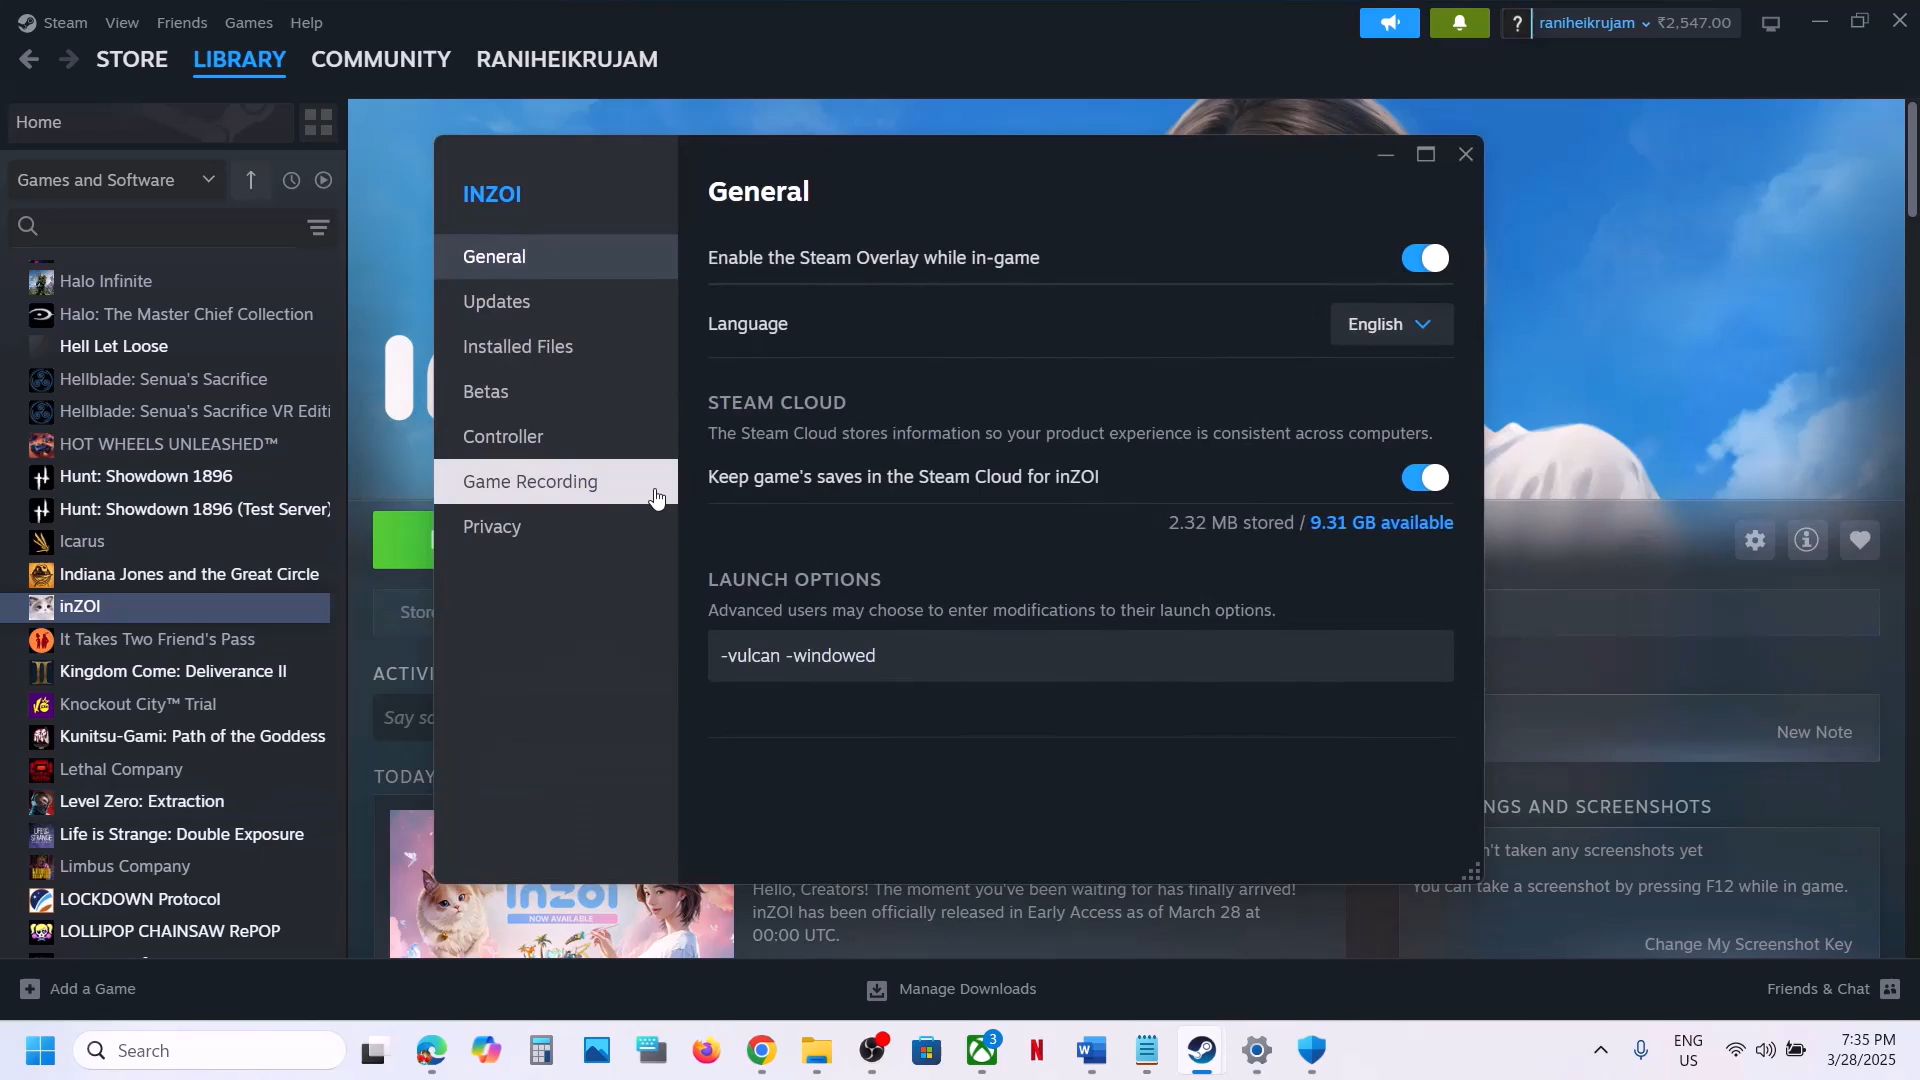 Steam View Friends Games Help
? raniheikrujam ₹2,547.00
STORE LIBRARY COMMUNITY RANIHEIKRUJAM
Home
Games and Software
Halo Infinite
Halo: The Master Chief Collection
Hell Let Loose
Hellblade: Senua's Sacrifice
Hellblade: Senua's Sacrifice VR Editi
HOT WHEELS UNLEASHED™
Hunt: Showdown 1896
Hunt: Showdown 1896 (Test Server)
Icarus
Indiana Jones and the Great Circle
inZOI
It Takes Two Friend's Pass
Kingdom Come: Deliverance II
Knockout City™ Trial
Kunitsu-Gami: Path of the Goddess
Lethal Company
Level Zero: Extraction
Life is Strange: Double Exposure
Limbus Company
LOCKDOWN Protocol
LOLLIPOP CHAINSAW RePOP
INZOI
General
Updates
Installed Files
Betas
Controller
Game Recording
Privacy
General
Enable the Steam Overlay while in-game
Language English
STEAM CLOUD
The Steam Cloud stores information so your product experience is consistent across computers.
Keep game's saves in the Steam Cloud for inZOI
2.32 MB stored / 9.31 GB available
LAUNCH OPTIONS
Advanced users may choose to enter modifications to their launch options.
-vulcan -windowed
Stor
ACTIVI
Say so
TODAY
inZOI
NOW AVAILABLE
Hello, Creators! The moment you've been waiting for has finally arrived!
inZOI has been officially released in Early Access as of March 28 at
00:00 UTC.
New Note
NGS AND SCREENSHOTS
n't taken any screenshots yet
You can take a screenshot by pressing F12 while in game.
Change My Screenshot Key
Add a Game
Manage Downloads
Friends & Chat
Search
3
ENG
US
7:35 PM
3/28/2025